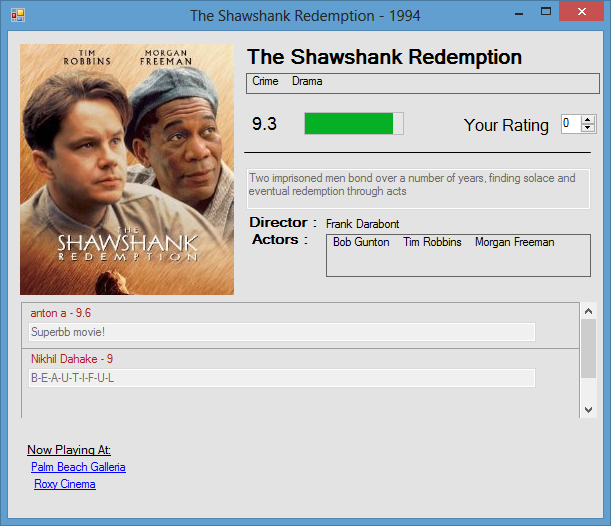 The Shawshank Redemption - 1994
TIM ROBBINS
MORGAN FREEMAN
THE
SHAWSHANK
REDEMPTION
The Shawshank Redemption
Crime Drama
9.3
Your Rating 0
Two imprisoned men bond over a number of years, finding solace and
eventual redemption through acts
Director : Frank Darabont
Actors : Bob Gunton Tim Robbins Morgan Freeman
anton a - 9.6
Superbb movie!
Nikhil Dahake - 9
B-E-A-U-T-I-F-U-L
Now Playing At:
Palm Beach Galleria
Roxy Cinema